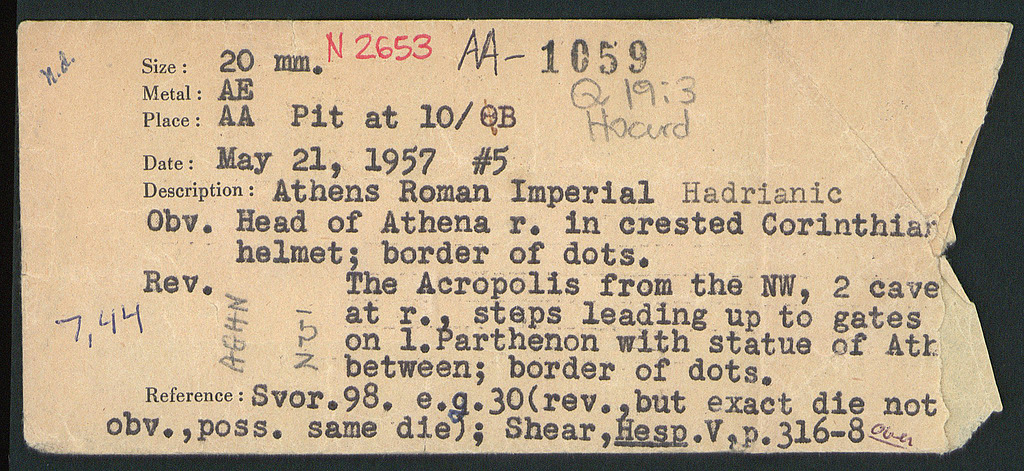 n.d.
Size: 20 mm. N 2653 AA- 1059
Metal: AE Q 19:3
Place: AA Pit at 10/ΘB Hoard
Date: May 21, 1957 #5
Description: Athens Roman Imperial Hadrianic
Obv. Head of Athena r. in crested Corinthian
helmet; border of dots.
Rev. The Acropolis from the NW, 2 cave
7,44 at r., steps leading up to gates
ΑΘΗΝ on l.Parthenon with statue of Ath
between; border of dots.
Reference: Svor.98. e.g.30(rev.,but exact die not
obv.,poss. same die); Shear,Hesp.V,p.316-8 over